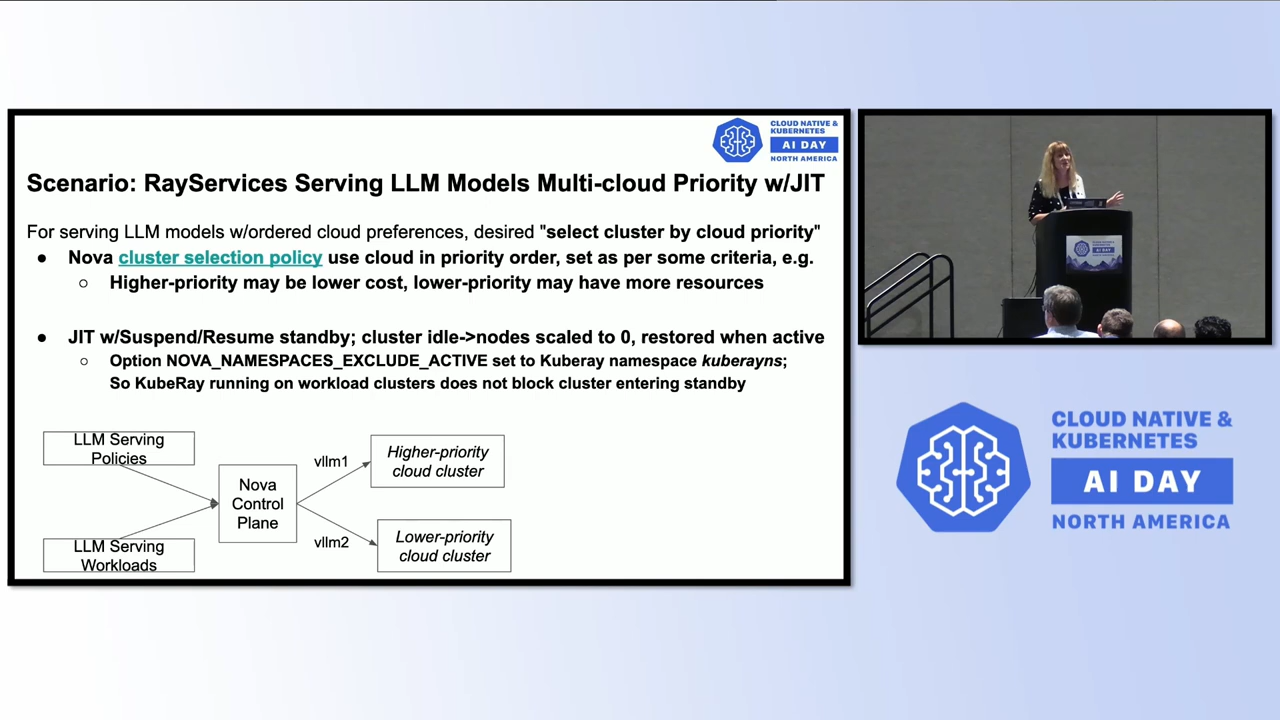 CLOUD NATIVE &
KUBERNETES
AI DAY
NORTH AMERICA
Scenario: RayServices Serving LLM Models Multi-cloud Priority w/JIT
For serving LLM models w/ordered cloud preferences, desired "select cluster by cloud priority"
● Nova cluster selection policy use cloud in priority order, set as per some criteria, e.g.
○ Higher-priority may be lower cost, lower-priority may have more resources
● JIT w/Suspend/Resume standby; cluster idle->nodes scaled to 0, restored when active
○ Option NOVA_NAMESPACES_EXCLUDE_ACTIVE set to Kuberay namespace kuberayns;
So KubeRay running on workload clusters does not block cluster entering standby
LLM Serving
Policies
LLM Serving
Workloads
Nova
Control
Plane
vllm1
vllm2
Higher-priority
cloud cluster
Lower-priority
cloud cluster
AI DAY
CLOUD NATIVE &
KUBERNETES
AI DAY
NORTH AMERICA